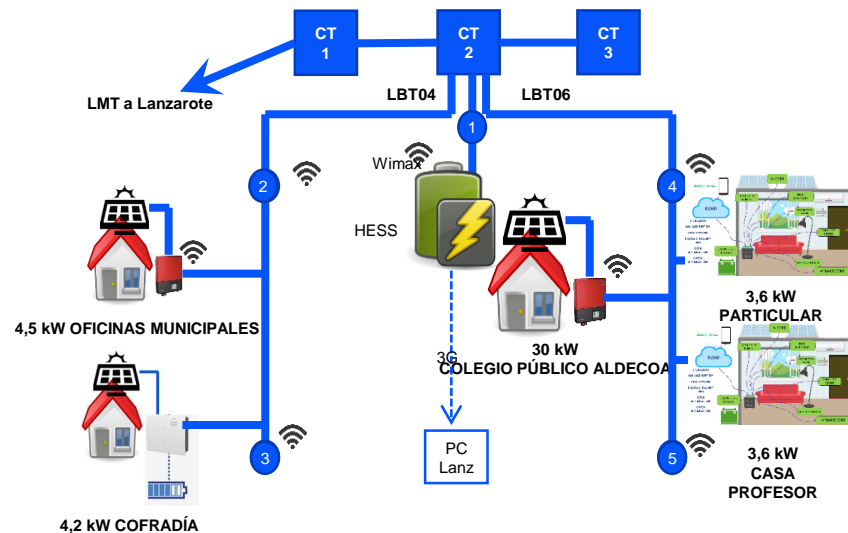 CT
1
CT
2
CT
3
LMT a Lanzarote
LBT04
LBT06
1
Wimax
2
4
HESS
CLOUD
4,5 kW OFICINAS MUNICIPALES
3,6 kW
PARTICULAR
30 kW
COLEGIO PÚBLICO ALDECOA
3G
CLOUD
3
PC
Lanz
5
3,6 kW
CASA
PROFESOR
4,2 kW COFRADÍA